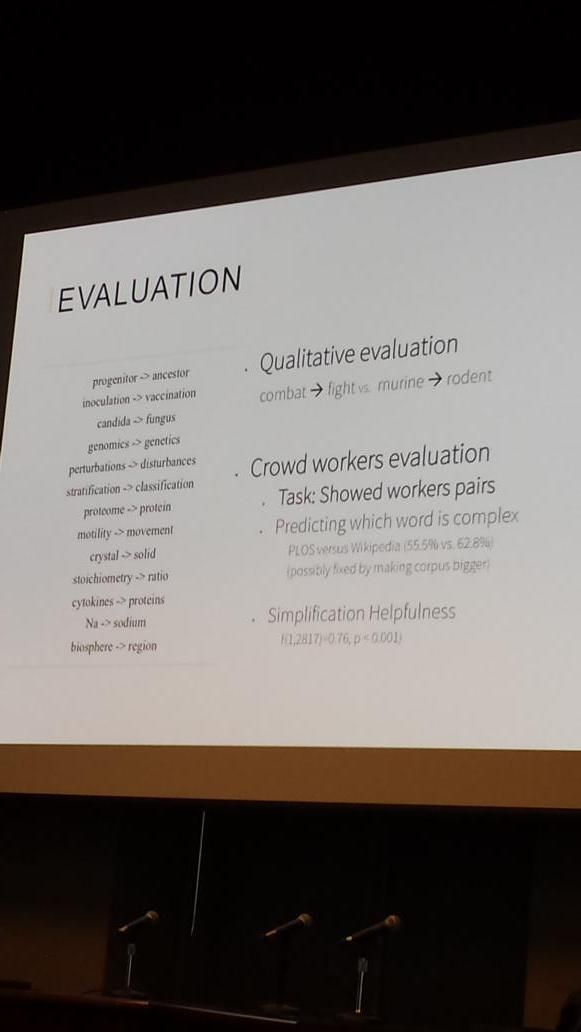 EVALUATION
progenitor -> ancestor
inoculation -> vaccination
candida -> fungus
genomics -> genetics
perturbations -> disturbances
stratification -> classification
proteome -> protein
motility -> movement
crystal -> solid
stoichiometry -> ratio
cytokines -> proteins
Na -> sodium
biosphere -> region
. Qualitative evaluation
combat → fight vs. murine → rodent
. Crowd workers evaluation
. Task: Showed workers pairs
. Predicting which word is complex
PLOS versus Wikipedia (55.5% vs. 62.8%)
(possibly fixed by making corpus bigger)
. Simplification Helpfulness
f(1,2817)=0.76, p < 0.001)